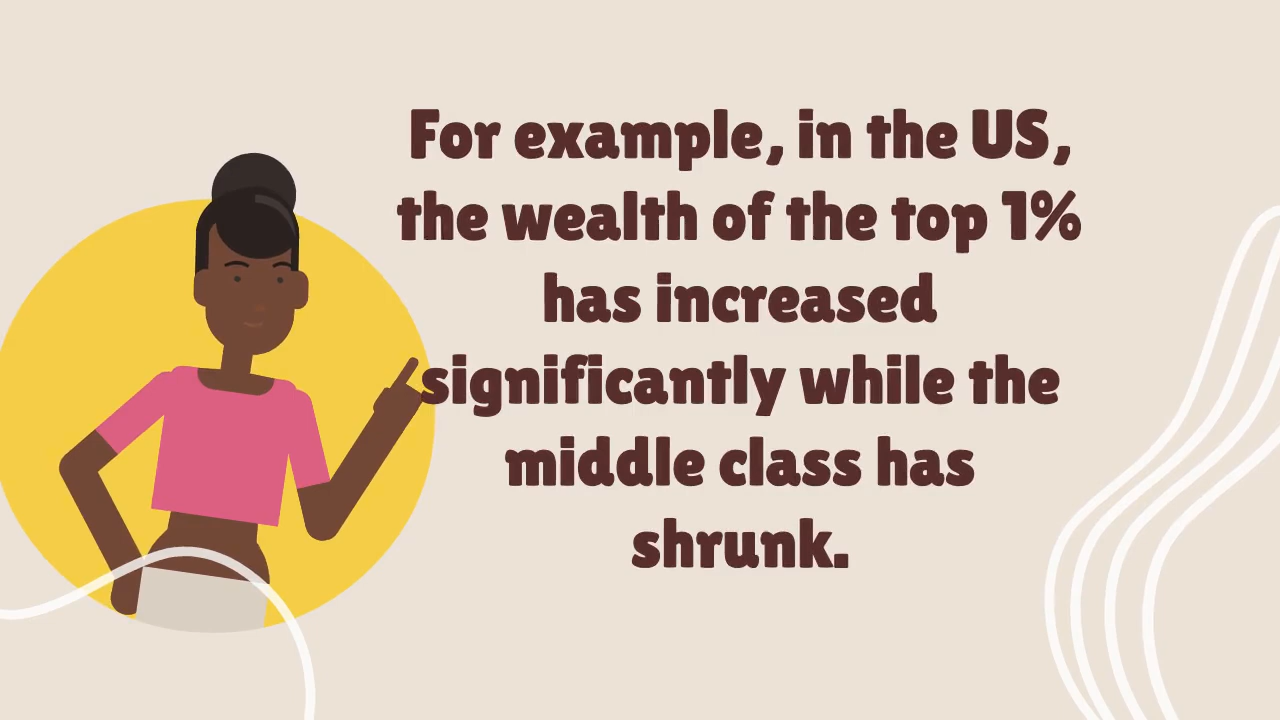 For example, in the US,
the wealth of the top 1%
has increased
significantly while the
middle class has
shrunk.